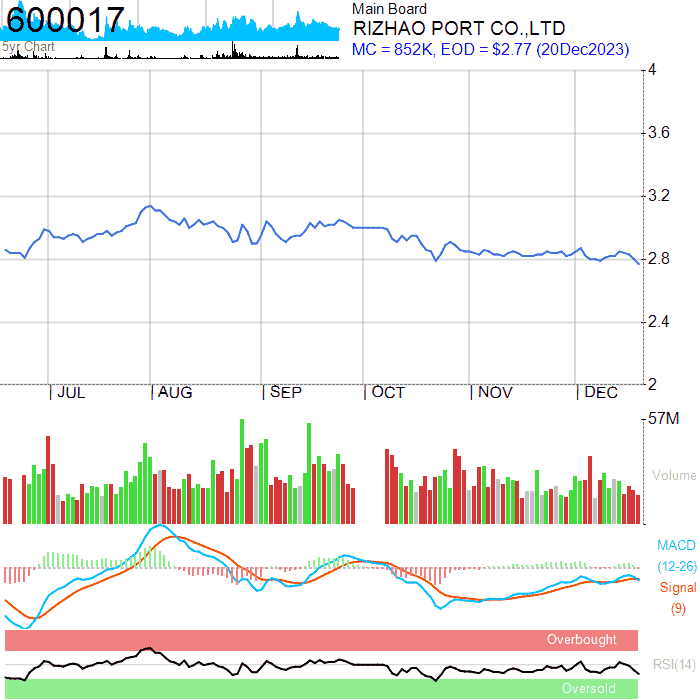 600017
5yr Chart
Main Board
RIZHAO PORT CO.,LTD
MC = 852K, EOD = $2.77 (20Dec2023)
4
3.6
3.2
2.8
2.4
2
JUL AUG SEP OCT NOV DEC
57M
Volume
MACD
(12-26)
Signal
(9)
Overbought
RSI(14)
Oversold